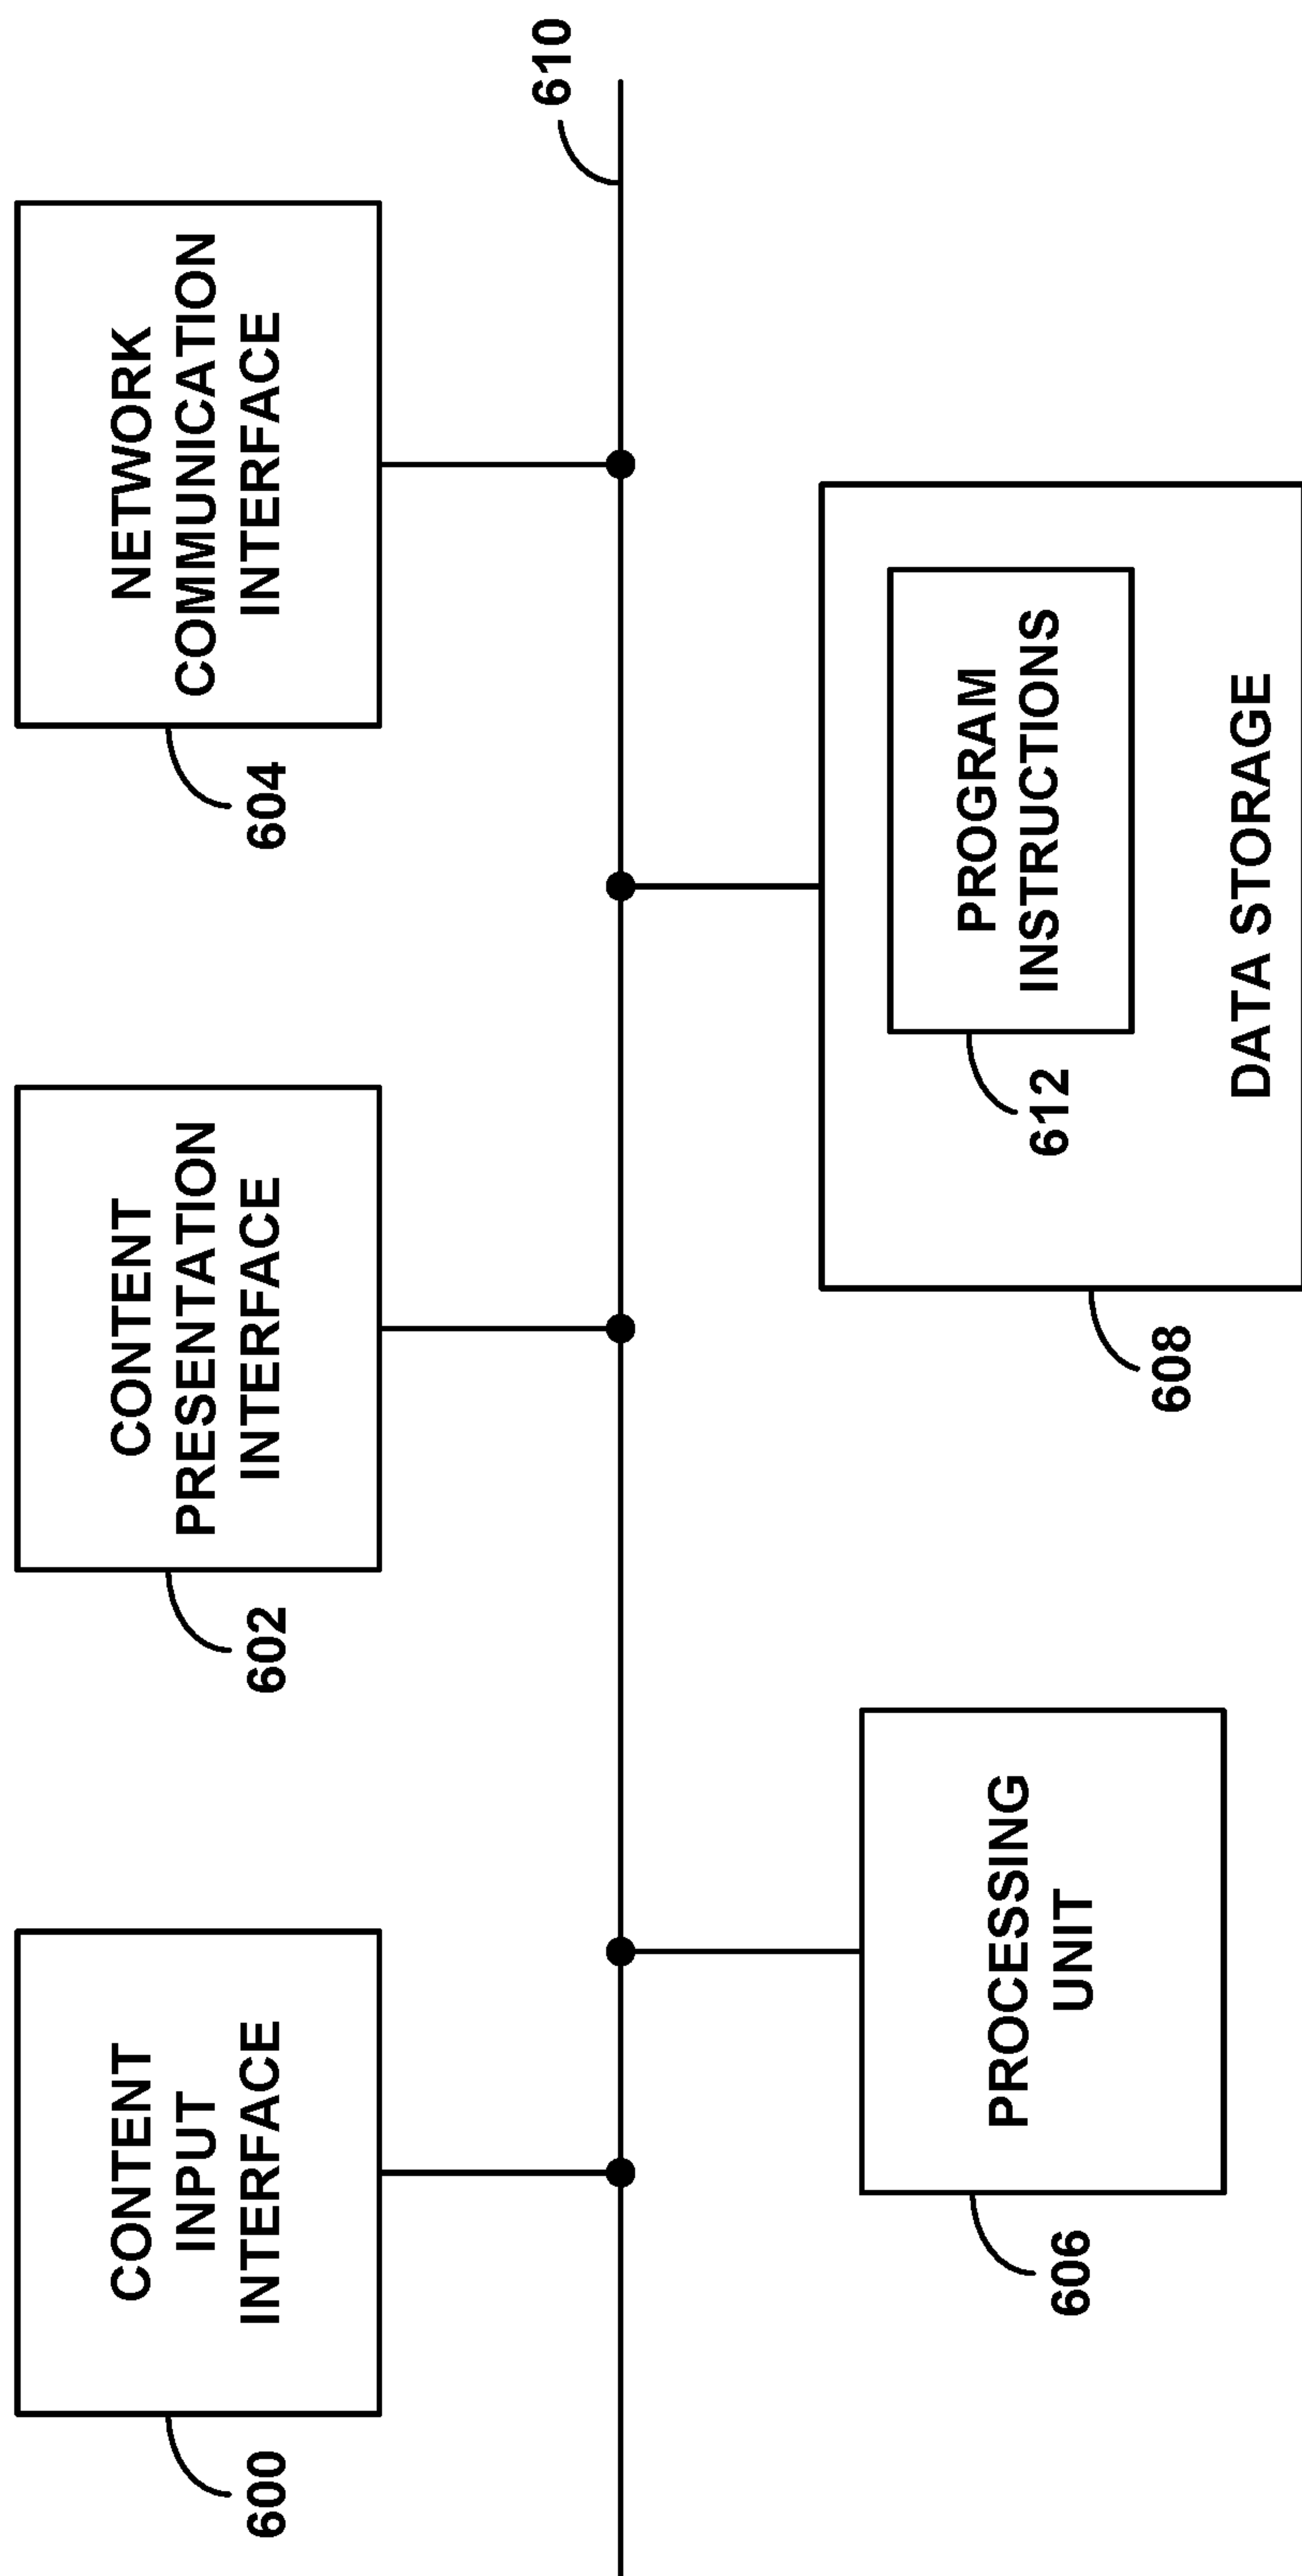 610
CONTENT
INPUT
INTERFACE
600
CONTENT
PRESENTATION
INTERFACE
602
NETWORK
COMMUNICATION
INTERFACE
604
PROCESSING
UNIT
606
PROGRAM
INSTRUCTIONS
612
DATA STORAGE
608